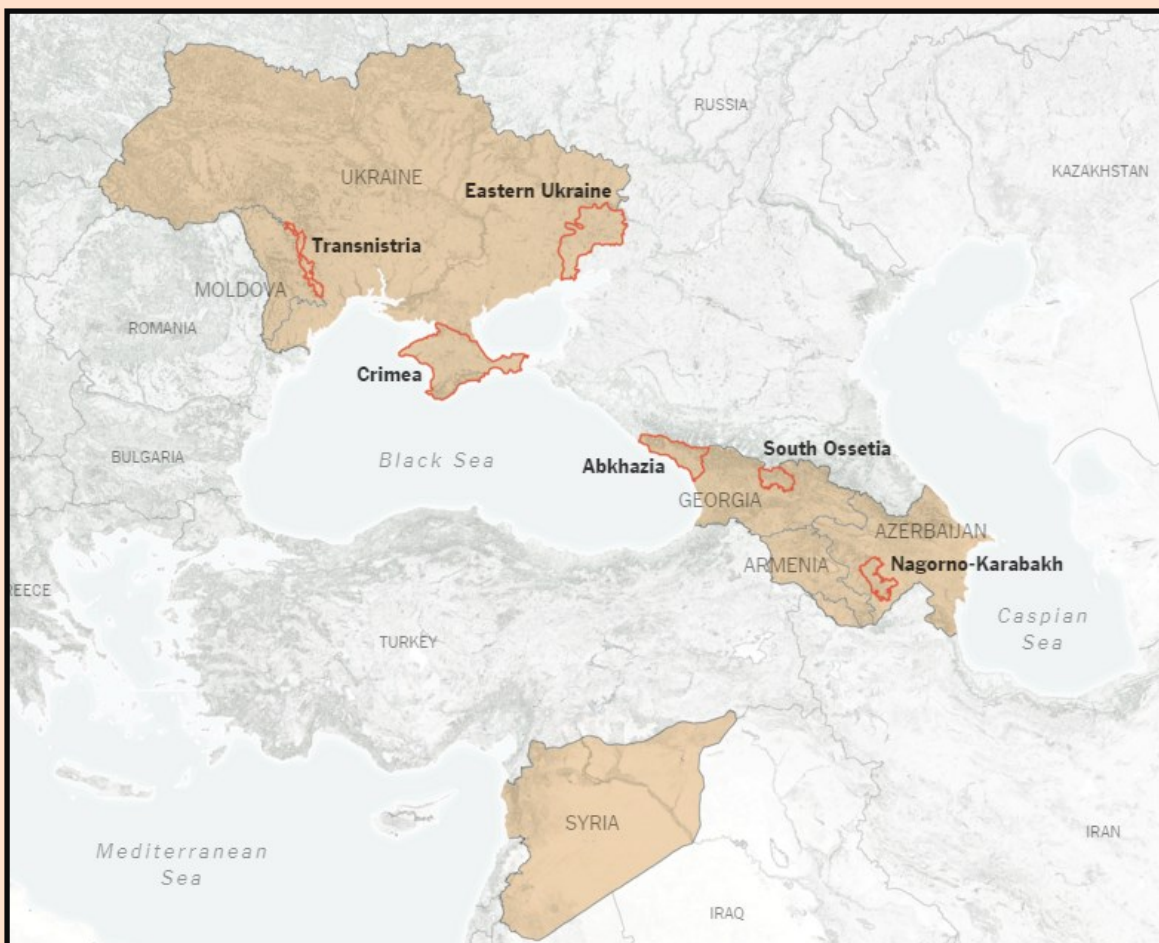 RUSSIA
KAZAKHSTAN
UKRAINE
Eastern Ukraine
Transnistria
MOLDOVA
ROMANIA
Crimea
BULGARIA
Black Sea
South Ossetia
Abkhazia
GEORGIA
AZERBAIJAN
ARMENIA
Nagorno-Karabakh
REECE
Caspian
Sea
TURKEY
SYRIA
IRAN
Mediterranean
Sea
IRAQ